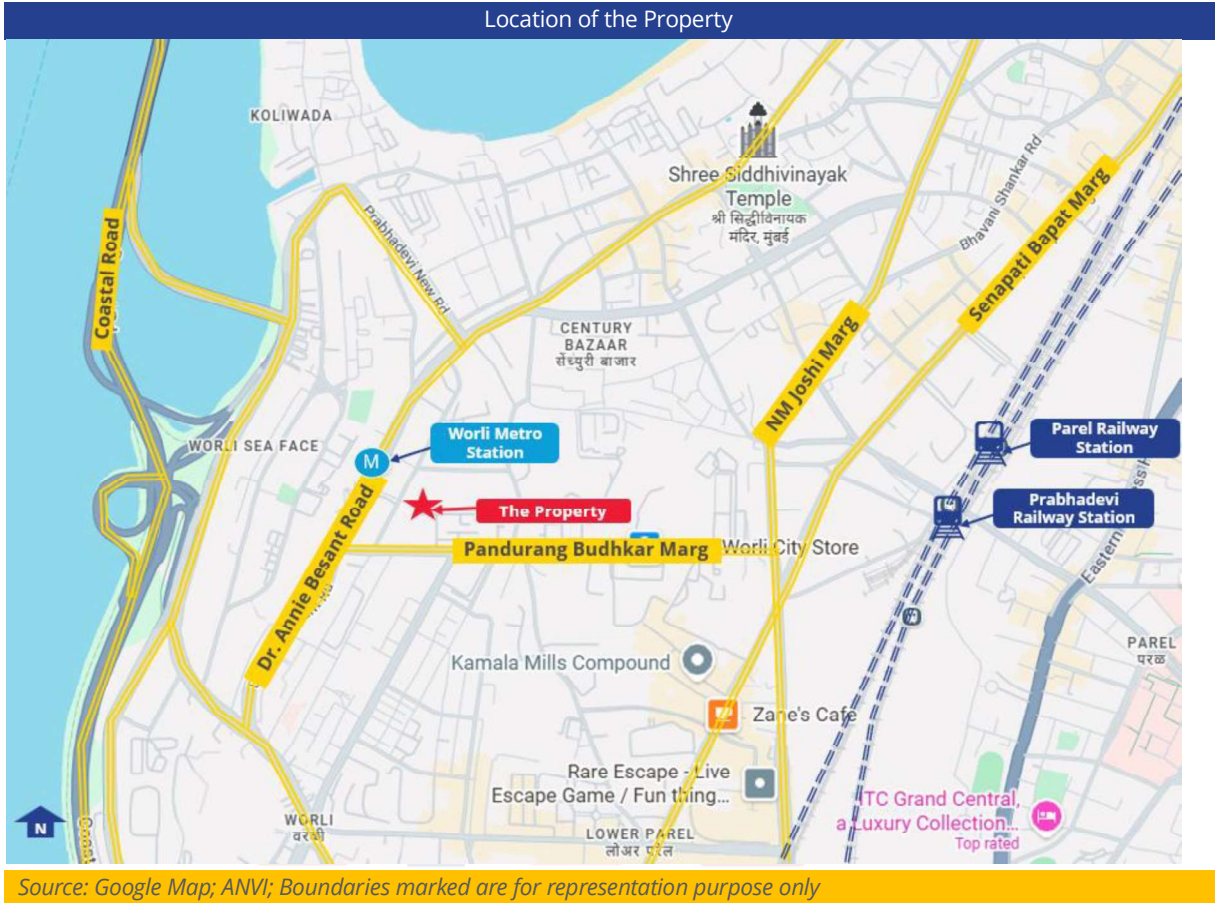 Location of the Property
KOLIWADA
Shree Siddhivinayak
Temple
श्री सिद्धीविनायक
मंदिर, मुंबई
Bhavani Shankar Rd
Senapati Bapat Marg
Prabhadevi New Rd
Coastal Road
CENTURY
BAZAAR
सेंच्युरी बाजार
NM Joshi Marg
WORLI SEA FACE
Worli Metro
Station
M
Parel Railway
Station
The Property
Prabhadevi
Railway Station
Dr. Annie Besant Road
Pandurang Budhkar Marg
Worli City Store
Eastern
Kamala Mills Compound
PAREL
परळ
Zane's Cafe
Rare Escape - Live
Escape Game / Fun thing...
ITC Grand Central,
a Luxury Collection...
Top rated
N
WORLI
वरळी
LOWER PAREL
लोअर परेल
Source: Google Map; ANVI; Boundaries marked are for representation purpose only